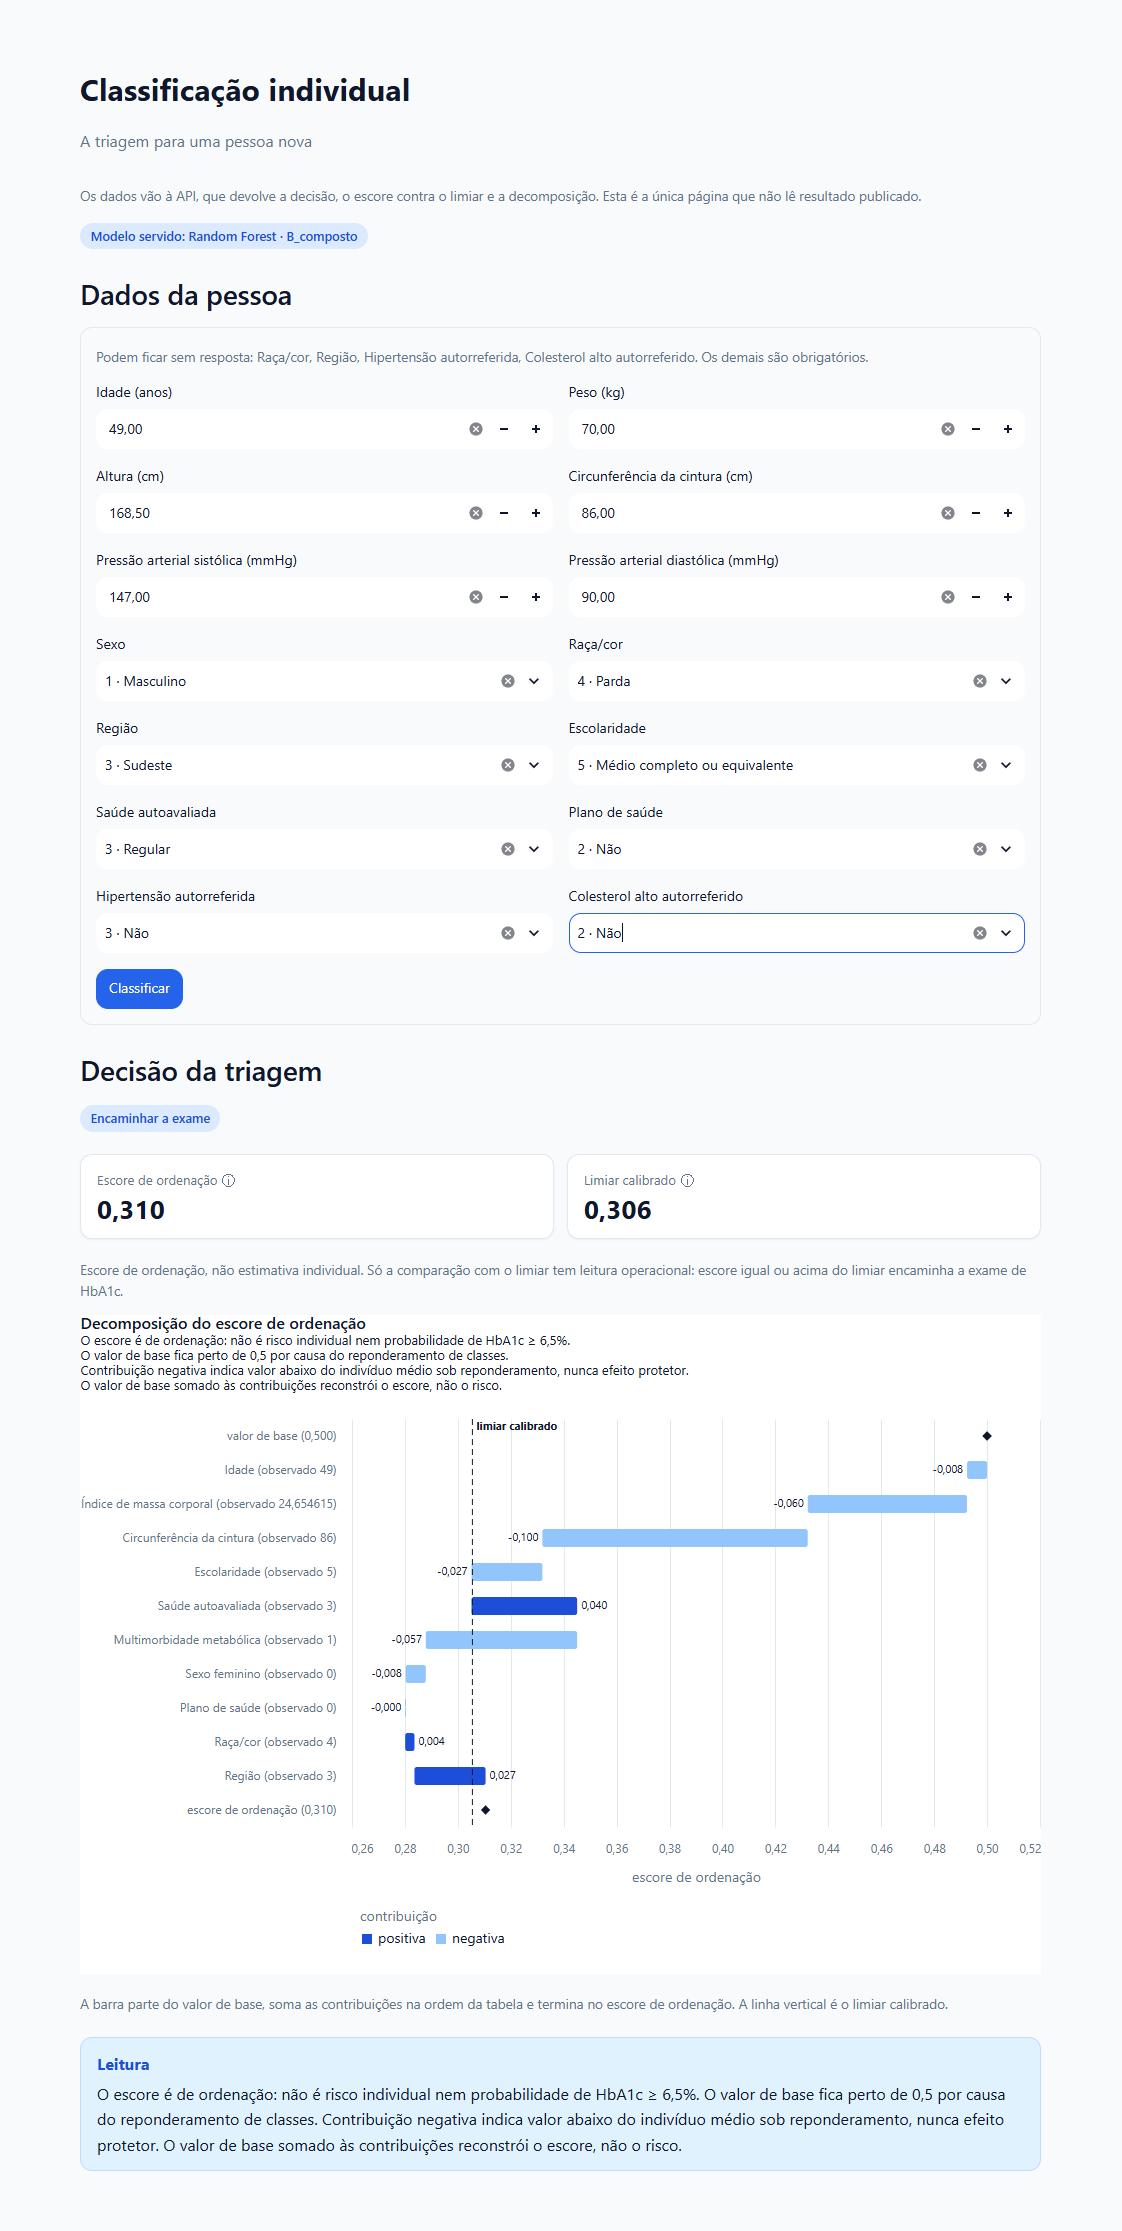 Classificação individual
A triagem para uma pessoa nova
Os dados vão à API, que devolve a decisão, o escore contra o limiar e a decomposição. Esta é a única página que não lê resultado publicado.
Modelo servido: Random Forest · B_composto
Dados da pessoa
Podem ficar sem resposta: Raça/cor, Região, Hipertensão autorreferida, Colesterol alto autorreferido. Os demais são obrigatórios.
Idade (anos)
Peso (kg)
49,00
70,00
Altura (cm)
Circunferência da cintura (cm)
168,50
86,00
Pressão arterial sistólica (mmHg)
Pressão arterial diastólica (mmHg)
147,00
90,00
Sexo
Raça/cor
1 · Masculino
4 · Parda
Região
Escolaridade
3 · Sudeste
5 · Médio completo ou equivalente
Saúde autoavaliada
Plano de saúde
3 · Regular
2 · Não
Hipertensão autorreferida
Colesterol alto autorreferido
3 · Não
2 · Não
Classificar
Decisão da triagem
Encaminhar a exame
Escore de ordenação
0,310
Limiar calibrado
0,306
Escore de ordenação, não estimativa individual. Só a comparação com o limiar tem leitura operacional: escore igual ou acima do limiar encaminha a exame de
HbA1c.
Decomposição do escore de ordenação
O escore é de ordenação: não é risco individual nem probabilidade de HbA1c ≥ 6,5%.
O valor de base fica perto de 0,5 por causa do reponderamento de classes.
Contribuição negativa indica valor abaixo do indivíduo médio sob reponderamento, nunca efeito protetor.
O valor de base somado às contribuições reconstrói o escore, não o risco.
limiar calibrado
valor de base (0,500)
Idade (observado 49) -0,008
Índice de massa corporal (observado 24,654615) -0,060
Circunferência da cintura (observado 86) -0,100
Escolaridade (observado 5) -0,027
Saúde autoavaliada (observado 3) 0,040
Multimorbidade metabólica (observado 1) -0,057
Sexo feminino (observado 0) -0,008
Plano de saúde (observado 0) -0,000
Raça/cor (observado 4) 0,004
Região (observado 3) 0,027
escore de ordenação (0,310)
0,26 0,28 0,30 0,32 0,34 0,36 0,38 0,40 0,42 0,44 0,46 0,48 0,50 0,52
escore de ordenação
contribuição
positiva negativa
A barra parte do valor de base, soma as contribuições na ordem da tabela e termina no escore de ordenação. A linha vertical é o limiar calibrado.
Leitura
O escore é de ordenação: não é risco individual nem probabilidade de HbA1c ≥ 6,5%. O valor de base fica perto de 0,5 por causa
do reponderamento de classes. Contribuição negativa indica valor abaixo do indivíduo médio sob reponderamento, nunca efeito
protetor. O valor de base somado às contribuições reconstrói o escore, não o risco.